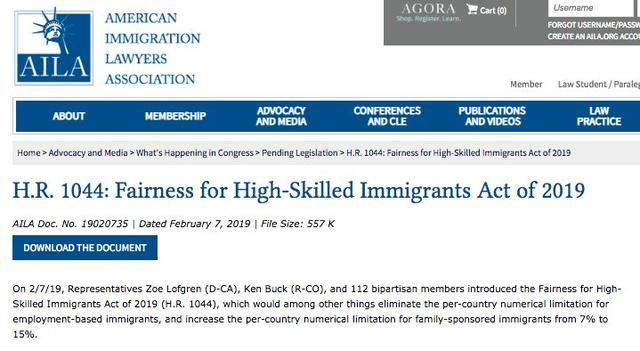 AGORA
Shop. Register. Learn.
Cart (0)
Username
FORGOT USERNAME/PASSW
CREATE AN AILA.ORG ACCOU
AILA
AMERICAN
IMMIGRATION
LAWYERS
ASSOCIATION
Member Law Student / Paraleg
ABOUT
MEMBERSHIP
ADVOCACY
AND MEDIA
CONFERENCES
AND CLE
PUBLICATIONS
AND VIDEOS
LAW
PRACTICE
Home > Advocacy and Media > What's Happening in Congress > Pending Legislation > H.R. 1044: Fairness for High-Skilled Immigrants Act of 2019
H.R. 1044: Fairness for High-Skilled Immigrants Act of 2019
AILA Doc. No. 19020735 | Dated February 7, 2019 | File Size: 557 K
DOWNLOAD THE DOCUMENT
On 2/7/19, Representatives Zoe Lofgren (D-CA), Ken Buck (R-CO), and 112 bipartisan members introduced the Fairness for High-
Skilled Immigrants Act of 2019 (H.R. 1044), which would among other things eliminate the per-country numerical limitation for
employment-based immigrants, and increase the per-country numerical limitation for family-sponsored immigrants from 7% to
15%.